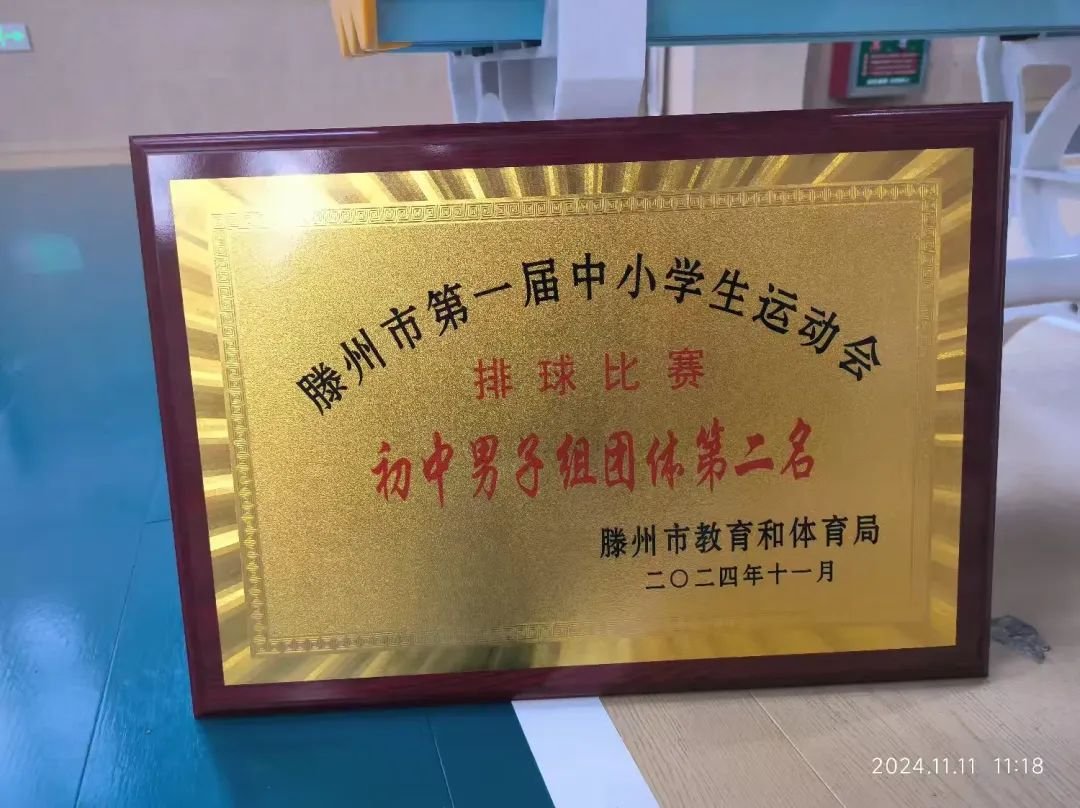 滕州市第一届中小学生运动会
排球比赛
初中男子组团体第二名
滕州市教育和体育局
二〇二四年十一月
2024.11.11 11:18